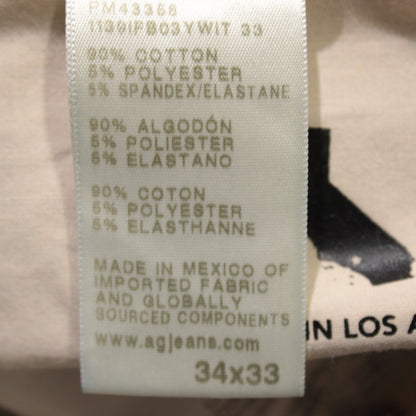 PM43366
1139IFB03YWIT 33
90% COTTON
5% POLYESTER
5% SPANDEX/ELASTANE
90% ALGODÓN
5% POLIESTER
5% ELASTANO
90% COTON
5% POLYESTER
5% ELASTHANNE
MADE IN MEXICO OF
IMPORTED FABRIC
AND GLOBALLY
SOURCED COMPONENTS
www.agjeans.com
34x33
IN LOS A